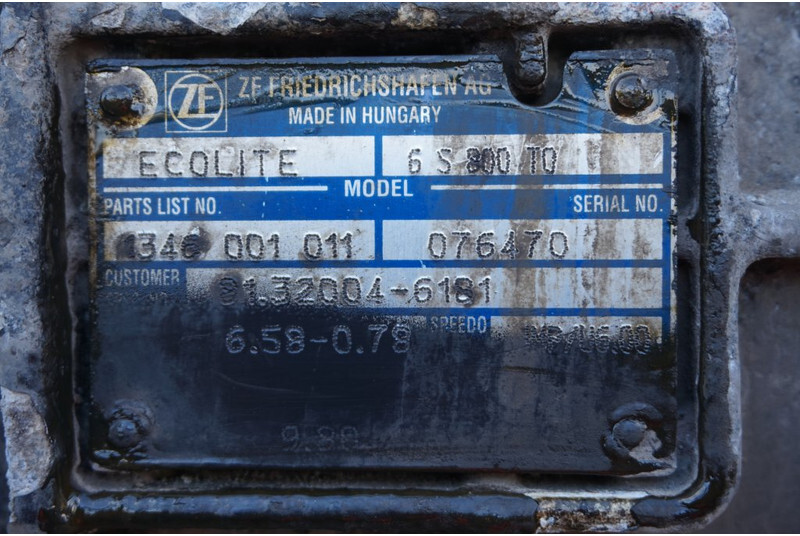 ZF ZF FRIEDRICHSHAFEN AG
MADE IN HUNGARY
ECOLITE 6 S 800 TO
MODEL
PARTS LIST NO. SERIAL NO.
1346 001 011 076470
CUSTOMER 81.32004-6181
6.58-0.78 SPEEDO